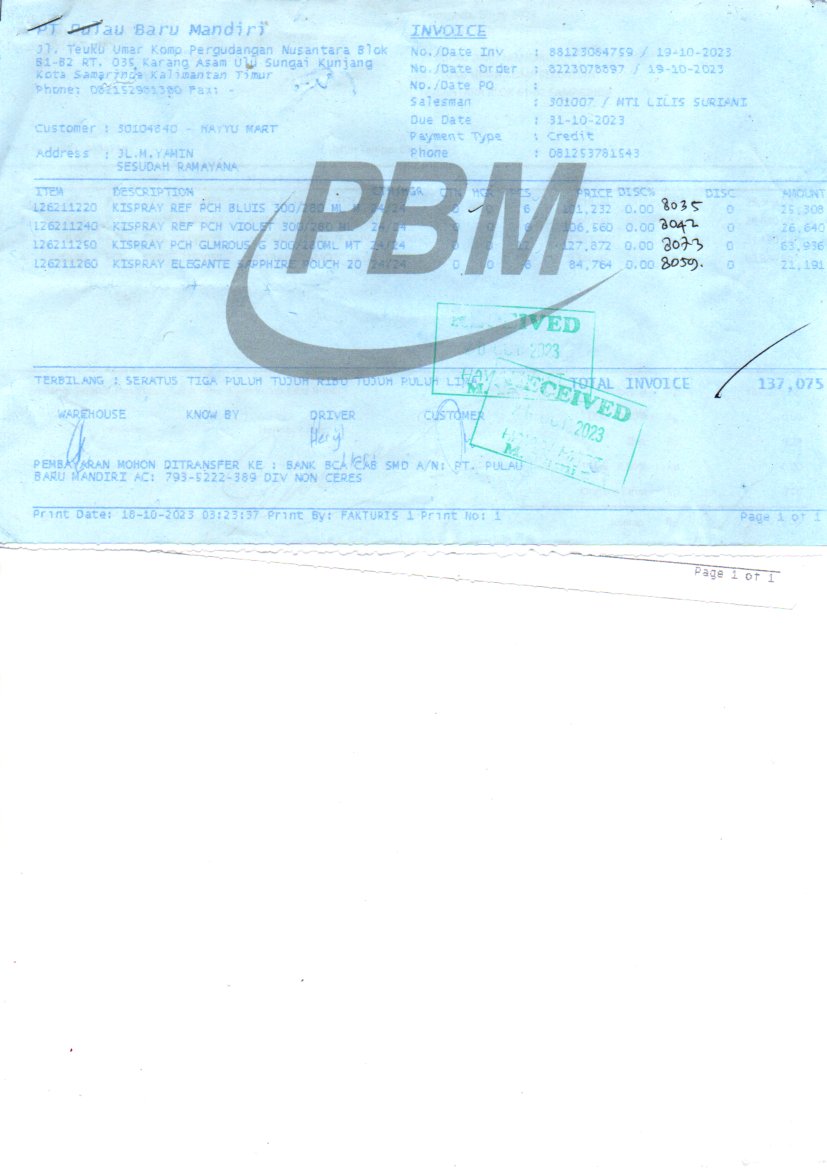 PT Pulau Baru Mandiri
Jl. Teuku Umar Komp Pergudangan Nusantara Blok
B1-B2 RT. 035 Karang Asam Ulu Sungai Kunjang
Kota Samarinda Kalimantan Timur
Phone: Fax: -
Customer : 30104840 - HAYYU MART
Address : JL.M.YAMIN
SESUDAH RAMAYANA
INVOICE
No./Date Inv : 88123084759 / 19-10-2023
No./Date Order : 8223078897 / 19-10-2023
No./Date PO :
Salesman : 301007 / MTI LILIS SURIANI
Due Date : 31-10-2023
Payment Type : Credit
Phone : 081253781543
ITEM DESCRIPTION CTN PCS PRICE DISC% DISC AMOUNT
126211220 KISPRAY REF PCH BLUIS 300/280 ML 24/24 0 6 101,232 0.00 8035 0 25,308
126211240 KISPRAY REF PCH VIOLET 300/280 ML 24/24 6 106,560 0.00 8042 0 26,640
126211250 KISPRAY PCH GLMROUS G 300/280ML MT 24/24 127,872 0.00 8073 0 63,936
126211260 KISPRAY ELEGANTE SAPPHIRE POUCH 20 24/24 0 6 84,764 0.00 8059. 0 21,191
PBM
RECEIVED
2023
TERBILANG : SERATUS TIGA PULUH TUJUH RIBU TUJUH PULUH LIMA TOTAL INVOICE 137,075
RECEIVED
2023
WAREHOUSE KNOW BY DRIVER CUSTOMER
PEMBAYARAN MOHON DITRANSFER KE : BANK BCA CAB SMD A/N: PT. PULAU
BARU MANDIRI AC: 793-5222-389 DIV NON CERES
Print Date: 18-10-2023 03:23:37 Print By: FAKTURIS 1 Print No: 1 Page 1 of 1
Page 1 of 1